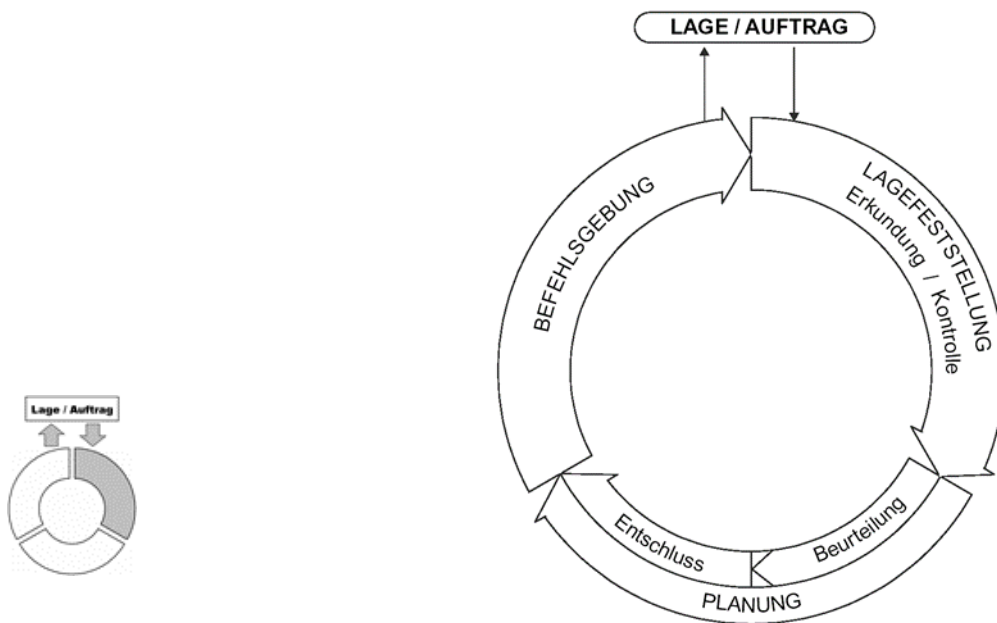 LAGE / AUFTRAG
BEFEHLSGEBUNG
LAGEFESTSTELLUNG
Erkundung / Kontrolle
Entschluss
Beurteilung
PLANUNG
Lage / Auftrag